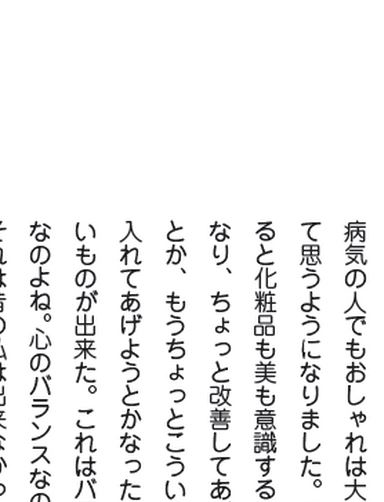 病気の人でもおしゃれは大
て思うようになりました。
ると化粧品も美も意識する
なり、ちょっと改善してあ
とか、もうちょっとこうい
入れてあげようとかなった
いものが出来た。これはバ
なのよね。心のバランスなの